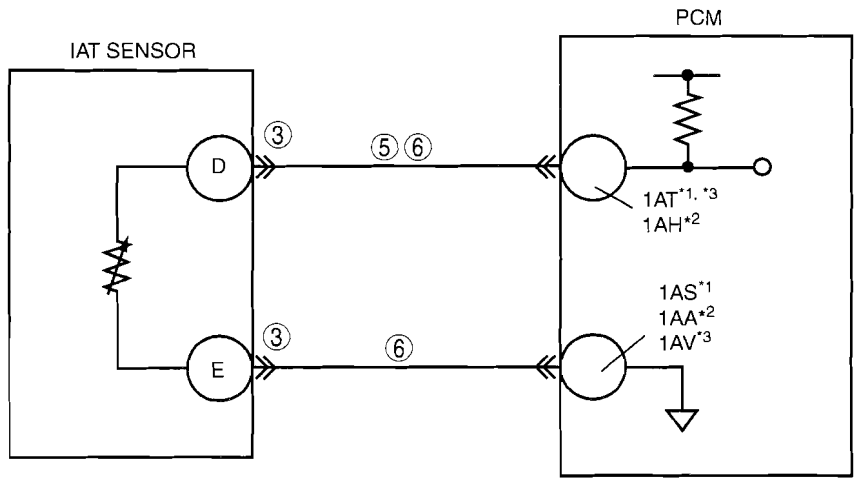 PCM
IAT SENSOR
D
③
⑤ ⑥
1AT*1, *3
1AH*2
1AS*1
1AA*2
1AV*3
E
③
⑥